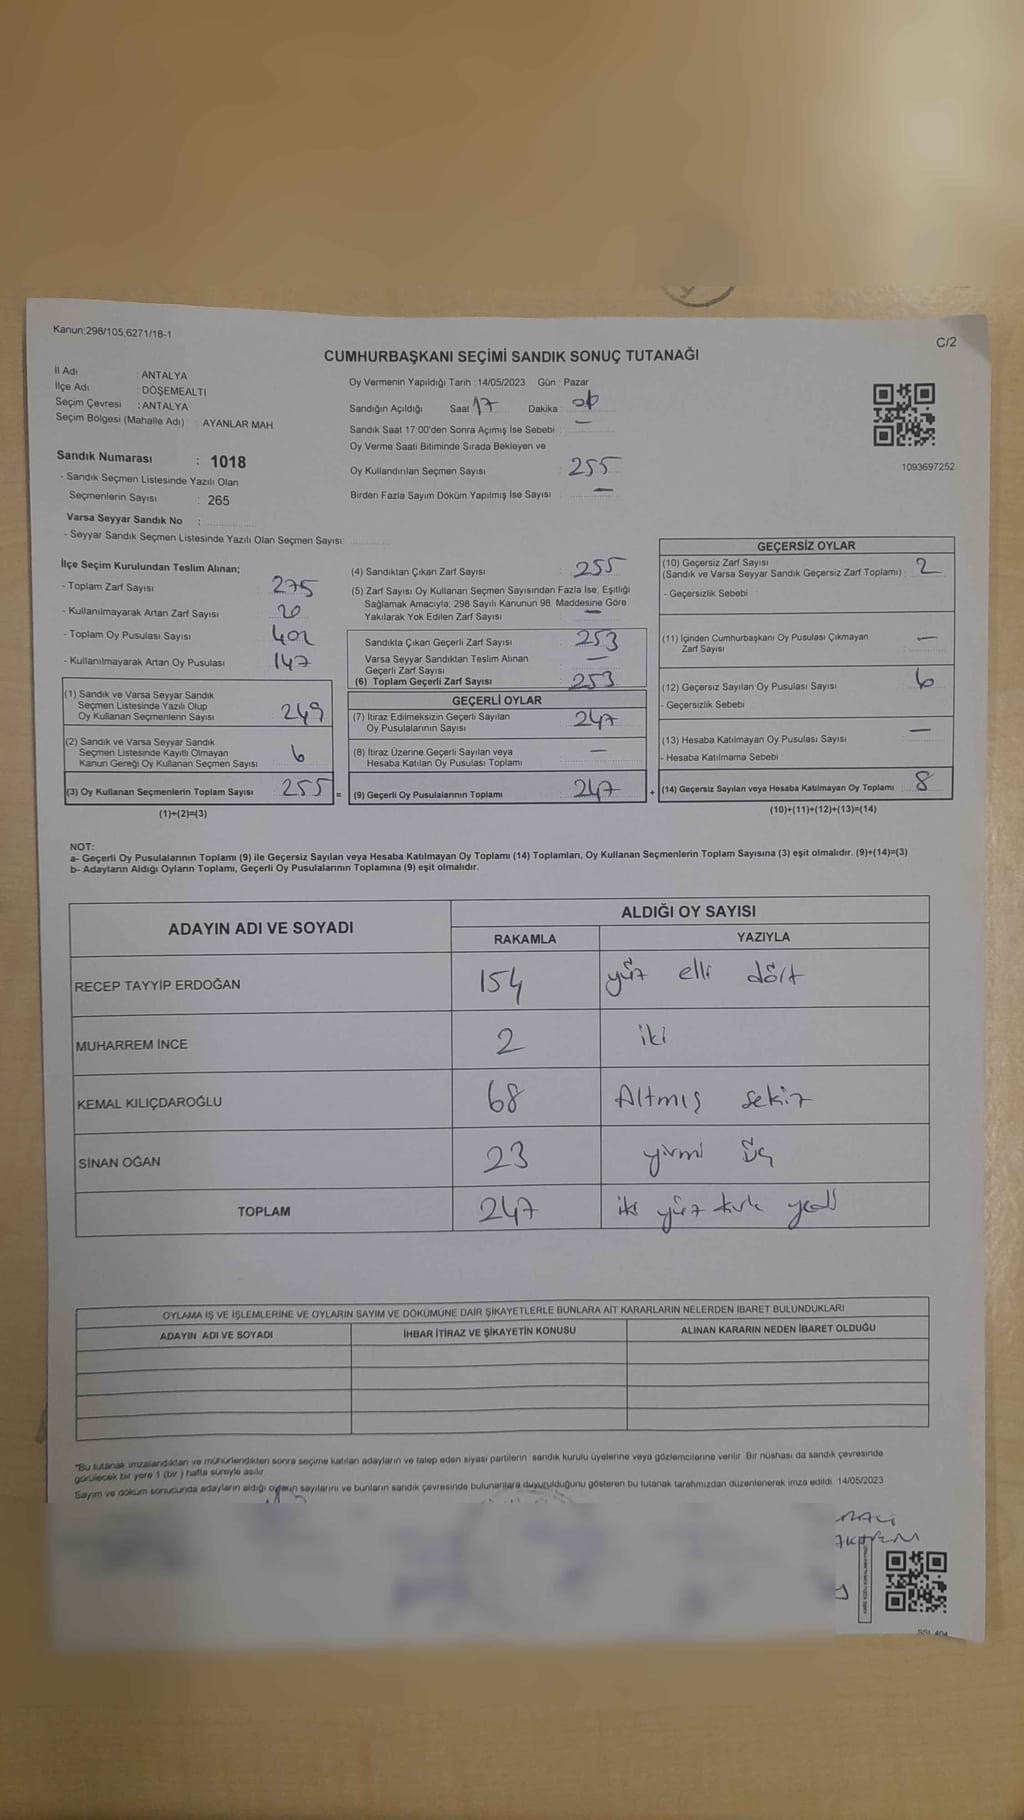 Kanun;298/105,6271/18-1
C/2
CUMHURBAŞKANI SEÇİMİ SANDIK SONUÇ TUTANAĞI
İl Adı : ANTALYA
İlçe Adı : DÖŞEMEALTI
Seçim Çevresi : ANTALYA
Seçim Bölgesi (Mahalle Adı) : AYANLAR MAH
Sandık Numarası : 1018
- Sandık Seçmen Listesinde Yazılı Olan
Seçmenlerin Sayısı : 265
Varsa Seyyar Sandık No :
- Seyyar Sandık Seçmen Listesinde Yazılı Olan Seçmen Sayısı:
Oy Vermenin Yapıldığı Tarih :14/05/2023 Gün : Pazar
Sandığın Açıldığı Saat 17 Dakika
Sandık Saat 17:00'den Sonra Açımış İse Sebebi : —
Oy Verme Saati Bitiminde Sırada Bekleyen ve
Oy Kullandırılan Seçmen Sayısı 255
Birden Fazla Sayım Döküm Yapılmış İse Sayısı —
1093697252
İlçe Seçim Kurulundan Teslim Alınan;
- Toplam Zarf Sayısı 275
- Kullanılmayarak Artan Zarf Sayısı 20
- Toplam Oy Pusulası Sayısı 402
- Kullanılmayarak Artan Oy Pusulası 147
(1) Sandık ve Varsa Seyyar Sandık
Seçmen Listesinde Yazılı Olup
Oy Kullanan Seçmenlerin Sayısı 249
(2) Sandık ve Varsa Seyyar Sandık
Seçmen Listesinde Kayıtlı Olmayan
Kanun Gereği Oy Kullanan Seçmen Sayısı 6
(3) Oy Kullanan Seçmenlerin Toplam Sayısı 255 =
(1)+(2)=(3)
(4) Sandıktan Çıkan Zarf Sayısı : 255
(5) Zarf Sayısı Oy Kullanan Seçmen Sayısından Fazla İse, Eşitliği
Sağlamak Amacıyla, 298 Sayılı Kanunun 98. Maddesine Göre
Yakılarak Yok Edilen Zarf Sayısı : —
Sandıkta Çıkan Geçerli Zarf Sayısı : 253
Varsa Seyyar Sandıktan Teslim Alınan
Geçerli Zarf Sayısı —
(6) Toplam Geçerli Zarf Sayısı 253
GEÇERLİ OYLAR
(7) İtiraz Edilmeksizin Geçerli Sayılan
Oy Pusulalarının Sayısı 247
(8) İtiraz Üzerine Geçerli Sayılan veya
Hesaba Katılan Oy Pusulası Toplamı —
(9) Geçerli Oy Pusulalarının Toplamı 247 +
GEÇERSİZ OYLAR
(10) Geçersiz Zarf Sayısı
(Sandık ve Varsa Seyyar Sandık Geçersiz Zarf Toplamı) : 2
- Geçersizlik Sebebi :
(11) İçinden Cumhurbaşkanı Oy Pusulası Çıkmayan
Zarf Sayısı —
(12) Geçersiz Sayılan Oy Pusulası Sayısı 6
- Geçersizlik Sebebi
(13) Hesaba Katılmayan Oy Pusulası Sayısı —
- Hesaba Katılmama Sebebi
(14) Geçersiz Sayılan veya Hesaba Katılmayan Oy Toplamı 8
(10)+(11)+(12)+(13)=(14)
NOT:
a- Geçerli Oy Pusulalarının Toplamı (9) ile Geçersiz Sayılan veya Hesaba Katılmayan Oy Toplamı (14) Toplamları, Oy Kullanan Seçmenlerin Toplam Sayısına (3) eşit olmalıdır. (9)+(14)=(3)
b- Adayların Aldığı Oyların Toplamı, Geçerli Oy Pusulalarının Toplamına (9) eşit olmalıdır.
ADAYIN ADI VE SOYADI ALDIĞI OY SAYISI
RAKAMLA YAZIYLA
RECEP TAYYİP ERDOĞAN 154 yüz elli dört
MUHARREM İNCE 2 iki
KEMAL KILIÇDAROĞLU 68 Altmış sekiz
SİNAN OĞAN 23 yirmi üç
TOPLAM 247 iki yüz kırk yedi
OYLAMA İŞ VE İŞLEMLERİNE VE OYLARIN SAYIM VE DÖKÜMÜNE DAİR ŞİKAYETLERLE BUNLARA AİT KARARLARIN NELERDEN İBARET BULUNDUKLARI
ADAYIN ADI VE SOYADI İHBAR İTİRAZ VE ŞİKAYETİN KONUSU ALINAN KARARIN NEDEN İBARET OLDUĞU
"Bu tutanak imzalandıktan ve mühürlendikten sonra seçime katılan adayların ve talep eden siyasi partilerin sandık kurulu üyelerine veya gözlemcilerine verilir. Bir nüshası da sandık çevresinde
görülecek bir yere 1 (bir ) hafta süreyle asılır
Sayım ve döküm sonucunda adayların aldığı oyların sayılarını ve bunların sandık çevresinde bulunanlara duyurulduğunu gösteren bu tutanak tarafımızdan düzenlenerek imza edildi. 14/05/2023